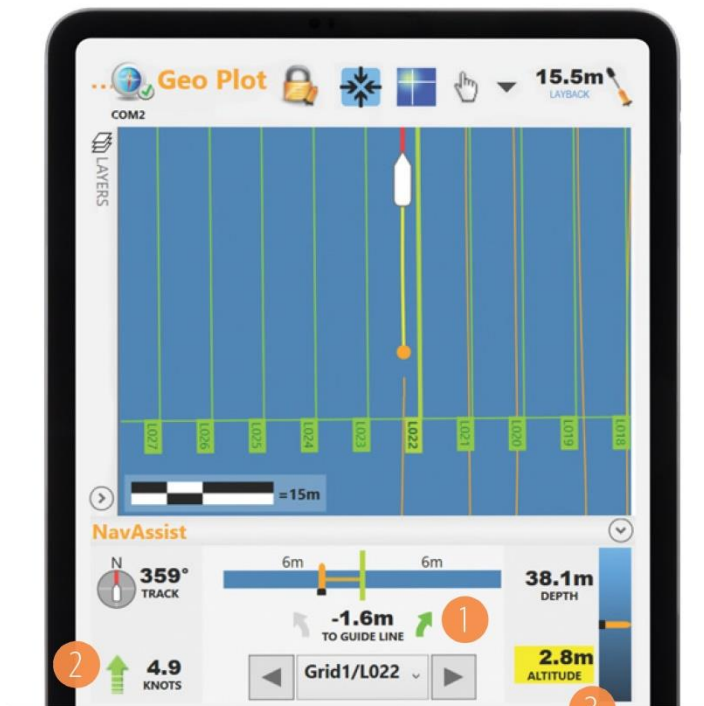 ... Geo Plot
15.5m
LAYBACK
COM2
LAYERS
L027
L026
L025
L024
L023
L022
L021
L020
L019
L018
=15m
NavAssist
N
359°
TRACK
6m
6m
38.1m
DEPTH
-1.6m
TO GUIDE LINE
1
2
4.9
KNOTS
Grid1/L022
2.8m
ALTITUDE
3